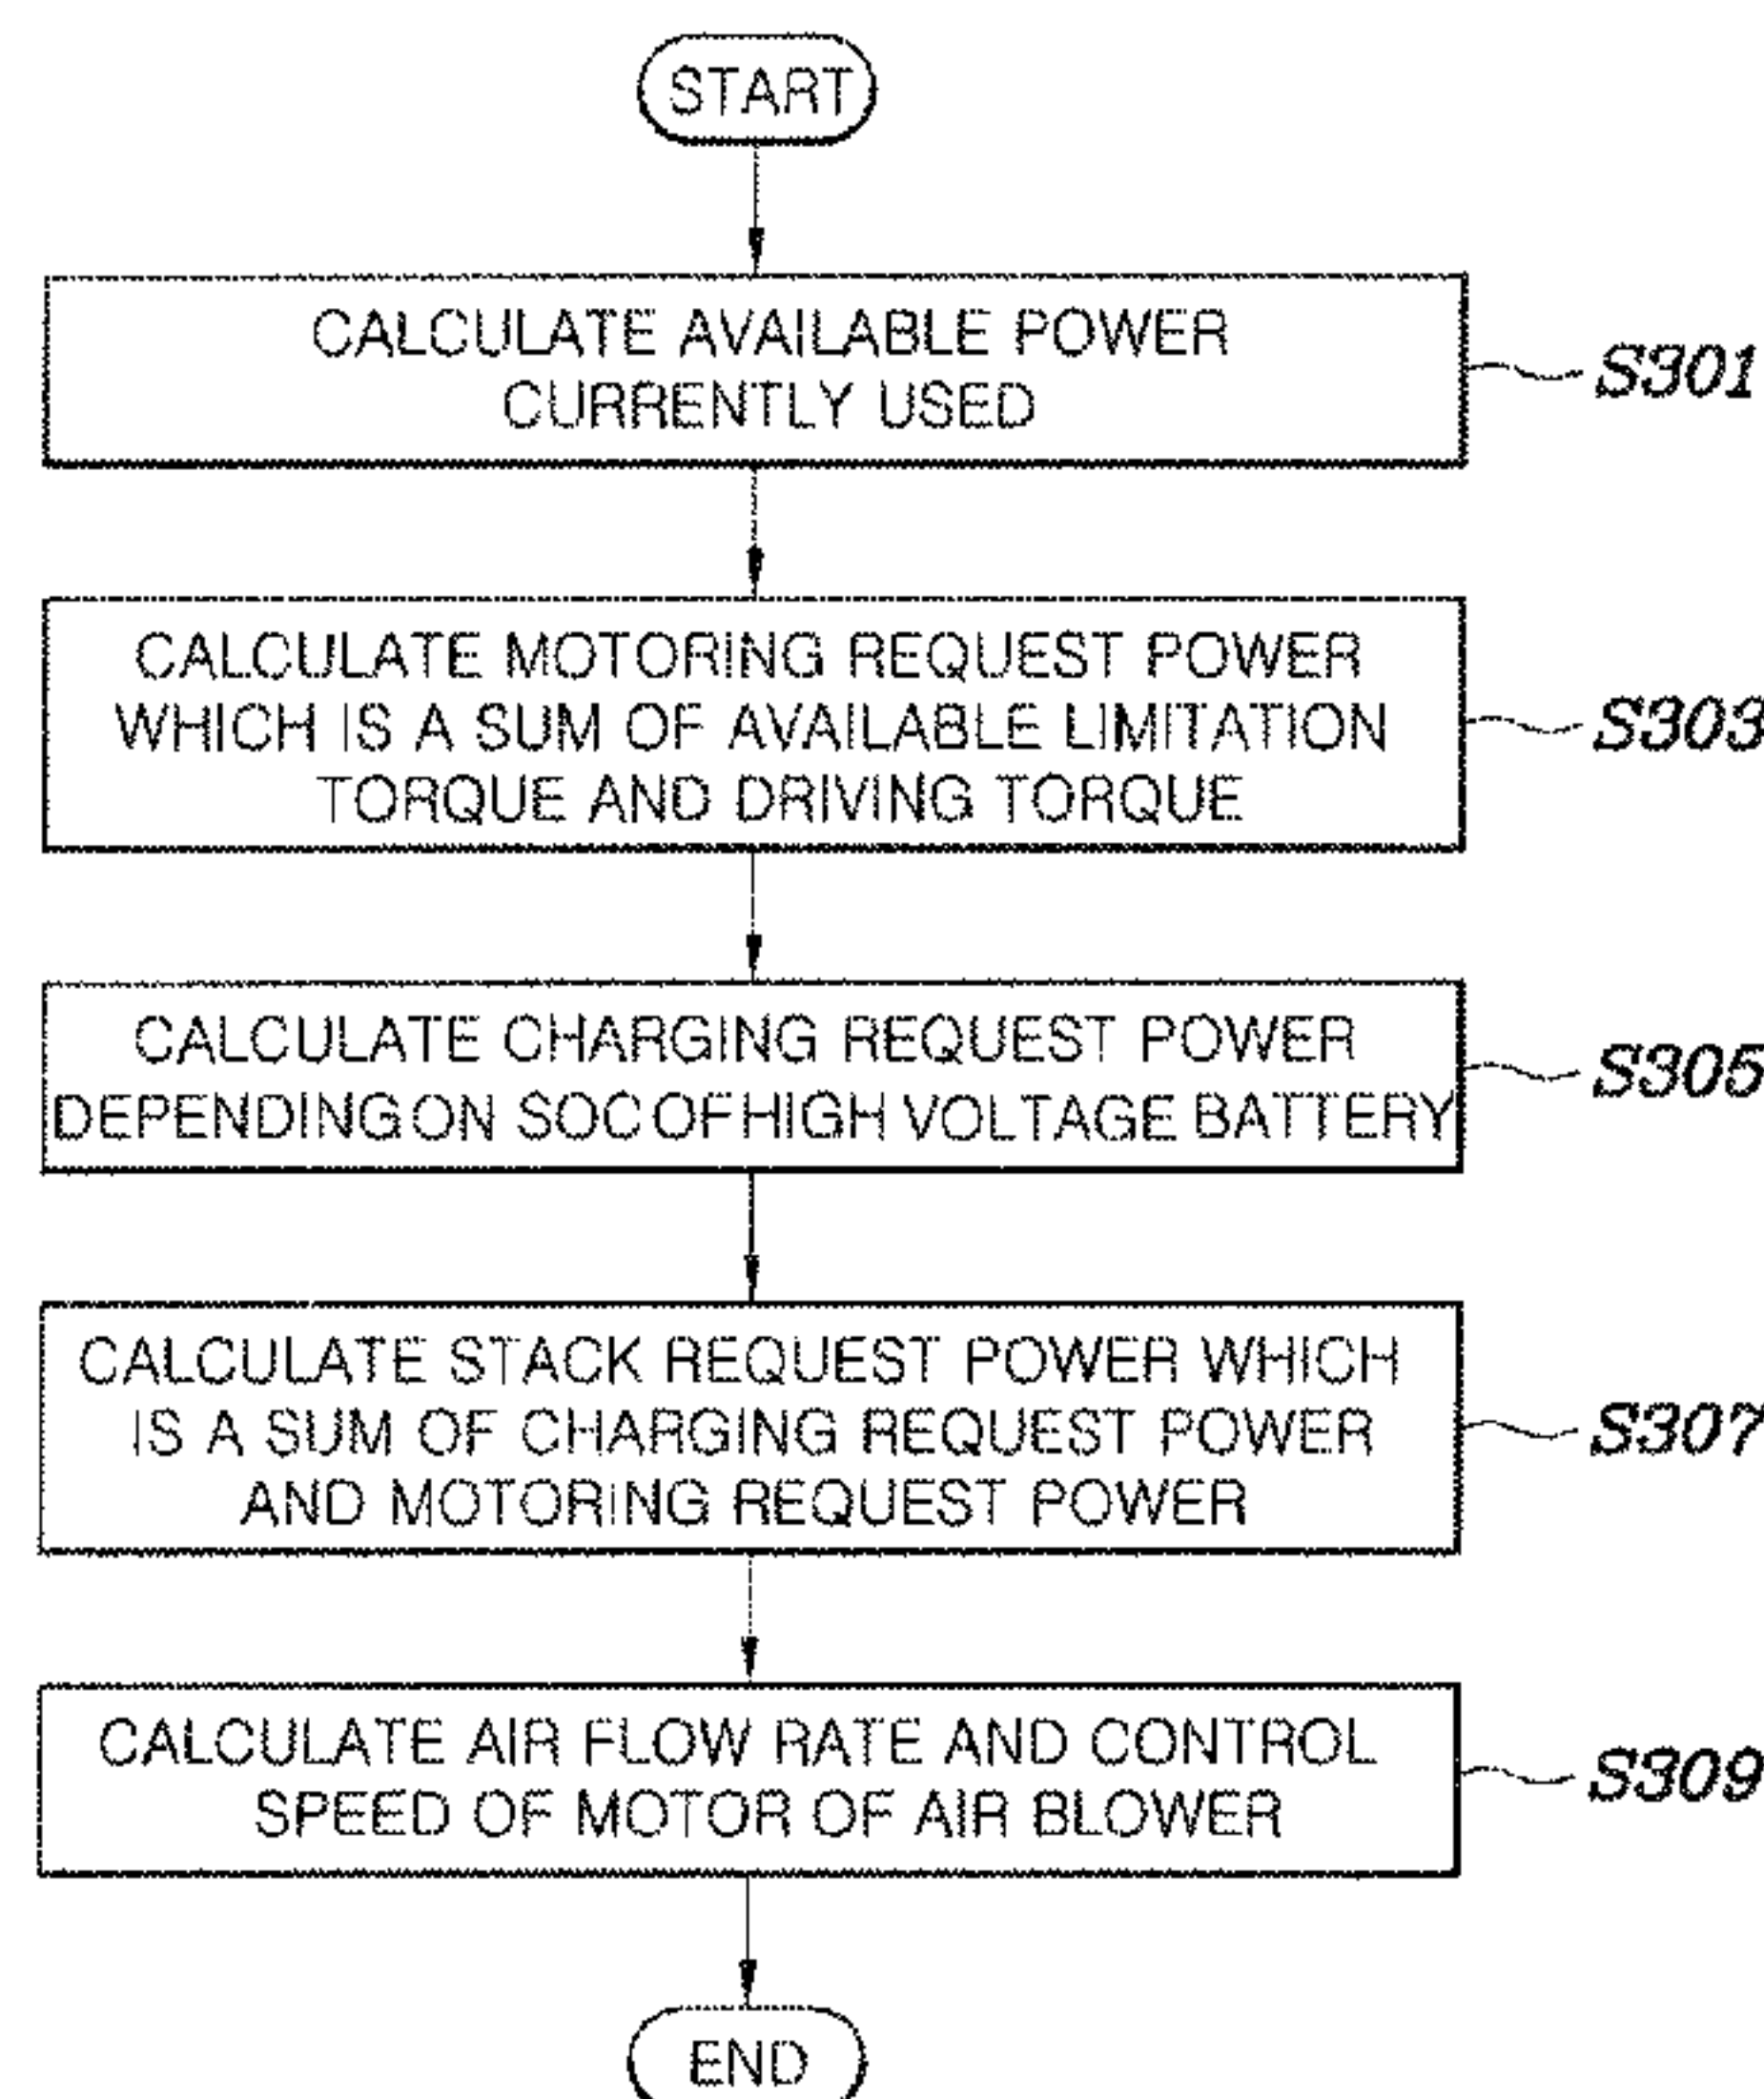 START
CALCULATE AVAILABLE POWER
CURRENTLY USED
S301
CALCULATE MOTORING REQUEST POWER
WHICH IS A SUM OF AVAILABLE LIMITATION
TORQUE AND DRIVING TORQUE
S303
CALCULATE CHARGING REQUEST POWER
DEPENDING ON SOC OF HIGH VOLTAGE BATTERY
S305
CALCULATE STACK REQUEST POWER WHICH
IS A SUM OF CHARGING REQUEST POWER
AND MOTORING REQUEST POWER
S307
CALCULATE AIR FLOW RATE AND CONTROL
SPEED OF MOTOR OF AIR BLOWER
S309
END